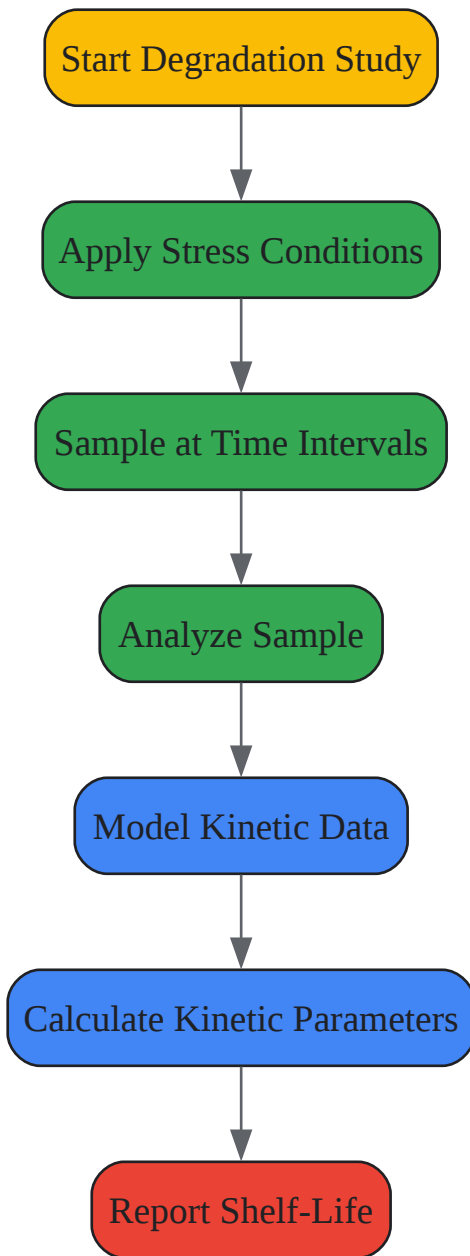 Start Degradation Study
Apply Stress Conditions
Sample at Time Intervals
Analyze Sample
Model Kinetic Data
Calculate Kinetic Parameters
Report Shelf-Life